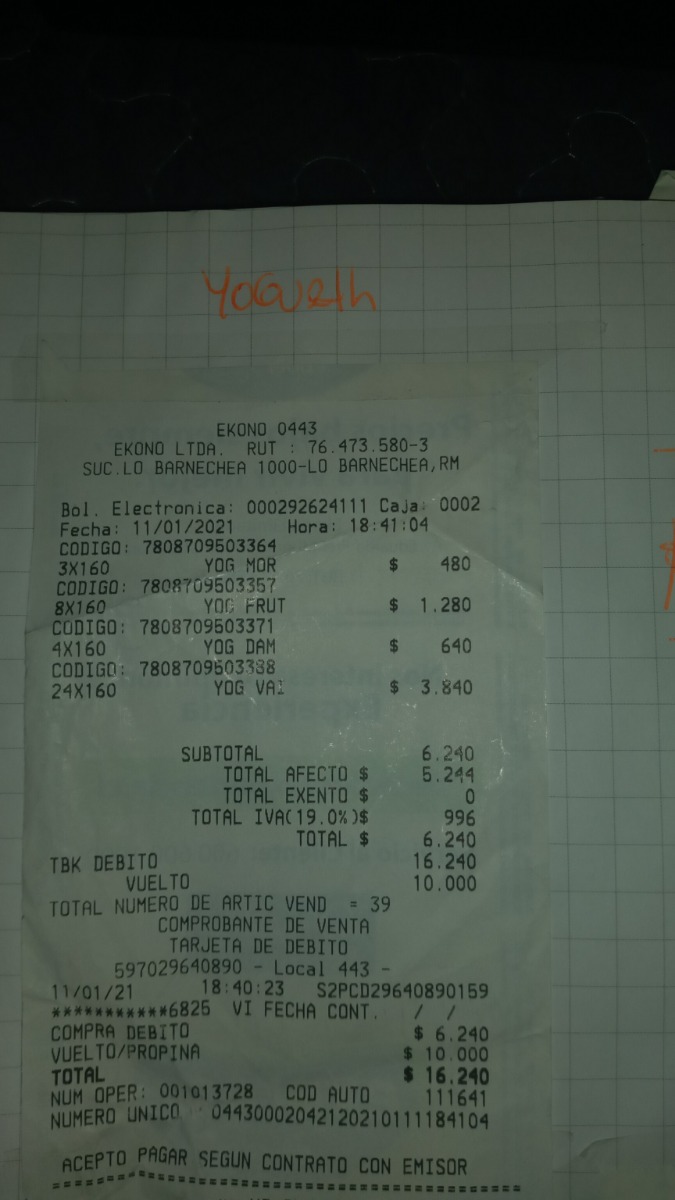 Yogueth
EKONO 0443
EKONO LTDA. RUT : 76.473.580-3
SUC.LO BARNECHEA 1000-LO BARNECHEA,RM
Bol. Electronica: 000292624111 Caja: 0002
Fecha: 11/01/2021 Hora: 18:41:04
CODIGO: 7808709503364
3X160 YOG MOR $ 480
CODIGO: 7808709503357
8X160 YOG FRUT $ 1.280
CODIGO: 7808709503371
4X160 YOG DAM $ 640
CODIGO: 7808709503388
24X160 YOG VAI $ 3.840
SUBTOTAL 6.240
TOTAL AFECTO $ 5.244
TOTAL EXENTO $ 0
TOTAL IVA(19.0%)$ 996
TOTAL $ 6.240
TBK DEBITO 16.240
VUELTO 10.000
TOTAL NUMERO DE ARTIC VEND = 39
COMPROBANTE DE VENTA
TARJETA DE DEBITO
597029640890 - Local 443 -
11/01/21 18:40:23 S2PCD29640890159
***********6825 VI FECHA CONT. / /
COMPRA DEBITO $ 6.240
VUELTO/PROPINA $ 10.000
TOTAL $ 16.240
NUM OPER: 001013728 COD AUTO 111641
NUMERO UNICO 04430002042120210111184104
ACEPTO PAGAR SEGUN CONTRATO CON EMISOR